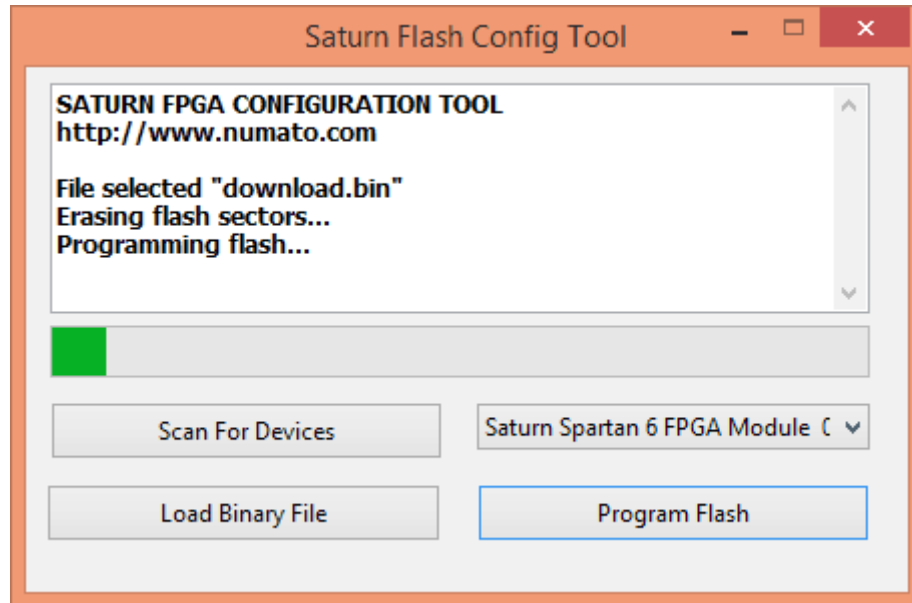 Saturn Flash Config Tool
SATURN FPGA CONFIGURATION TOOL
http://www.numato.com
File selected "download.bin"
Erasing flash sectors...
Programming flash...
Scan For Devices
Saturn Spartan 6 FPGA Module
Load Binary File
Program Flash